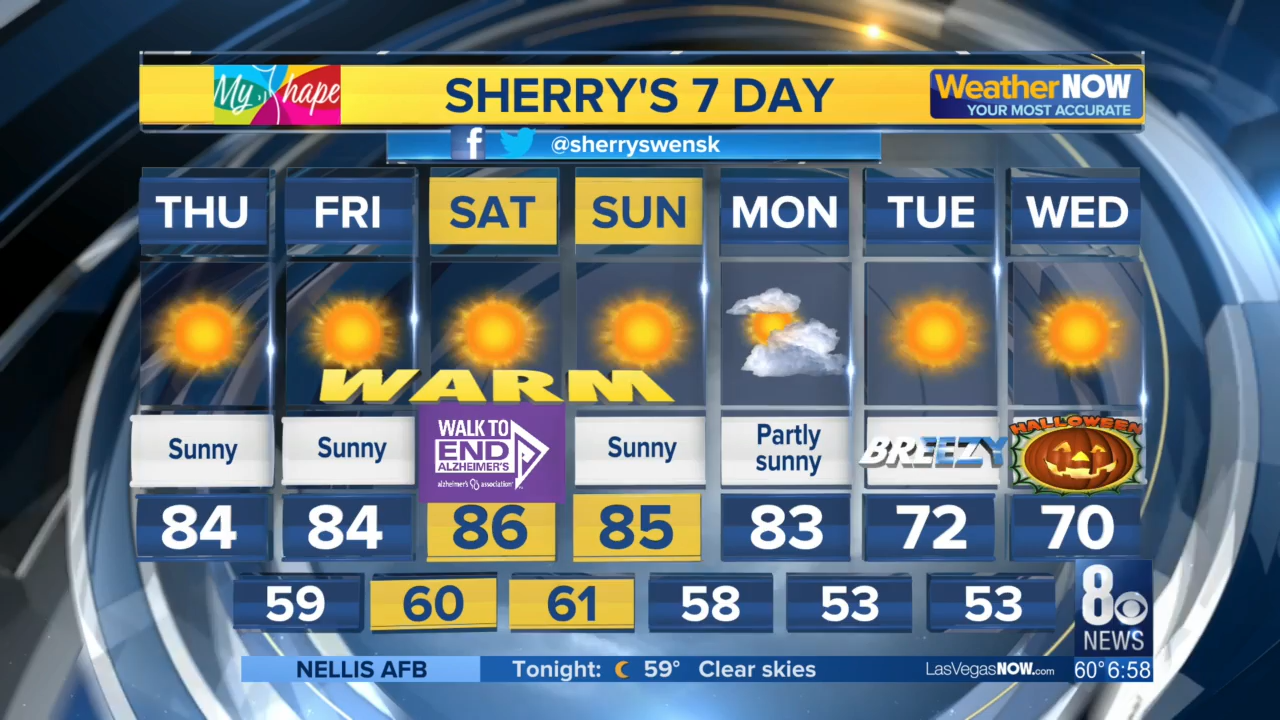 My Shape
SHERRY'S 7 DAY
WeatherNOW
YOUR MOST ACCURATE
f @sherryswensk
THU FRI SAT SUN MON TUE WED
WARM
Sunny
Sunny
WALK TO
END
ALZHEIMER'S
alzheimer's association
Sunny
Partly
sunny
BREEZY
HALLOWEEN
84 84 86 85 83 72 70
59 60 61 58 53 53
8
NEWS
NELLIS AFB Tonight: 59° Clear skies LasVegasNOW.com 60° 6:58